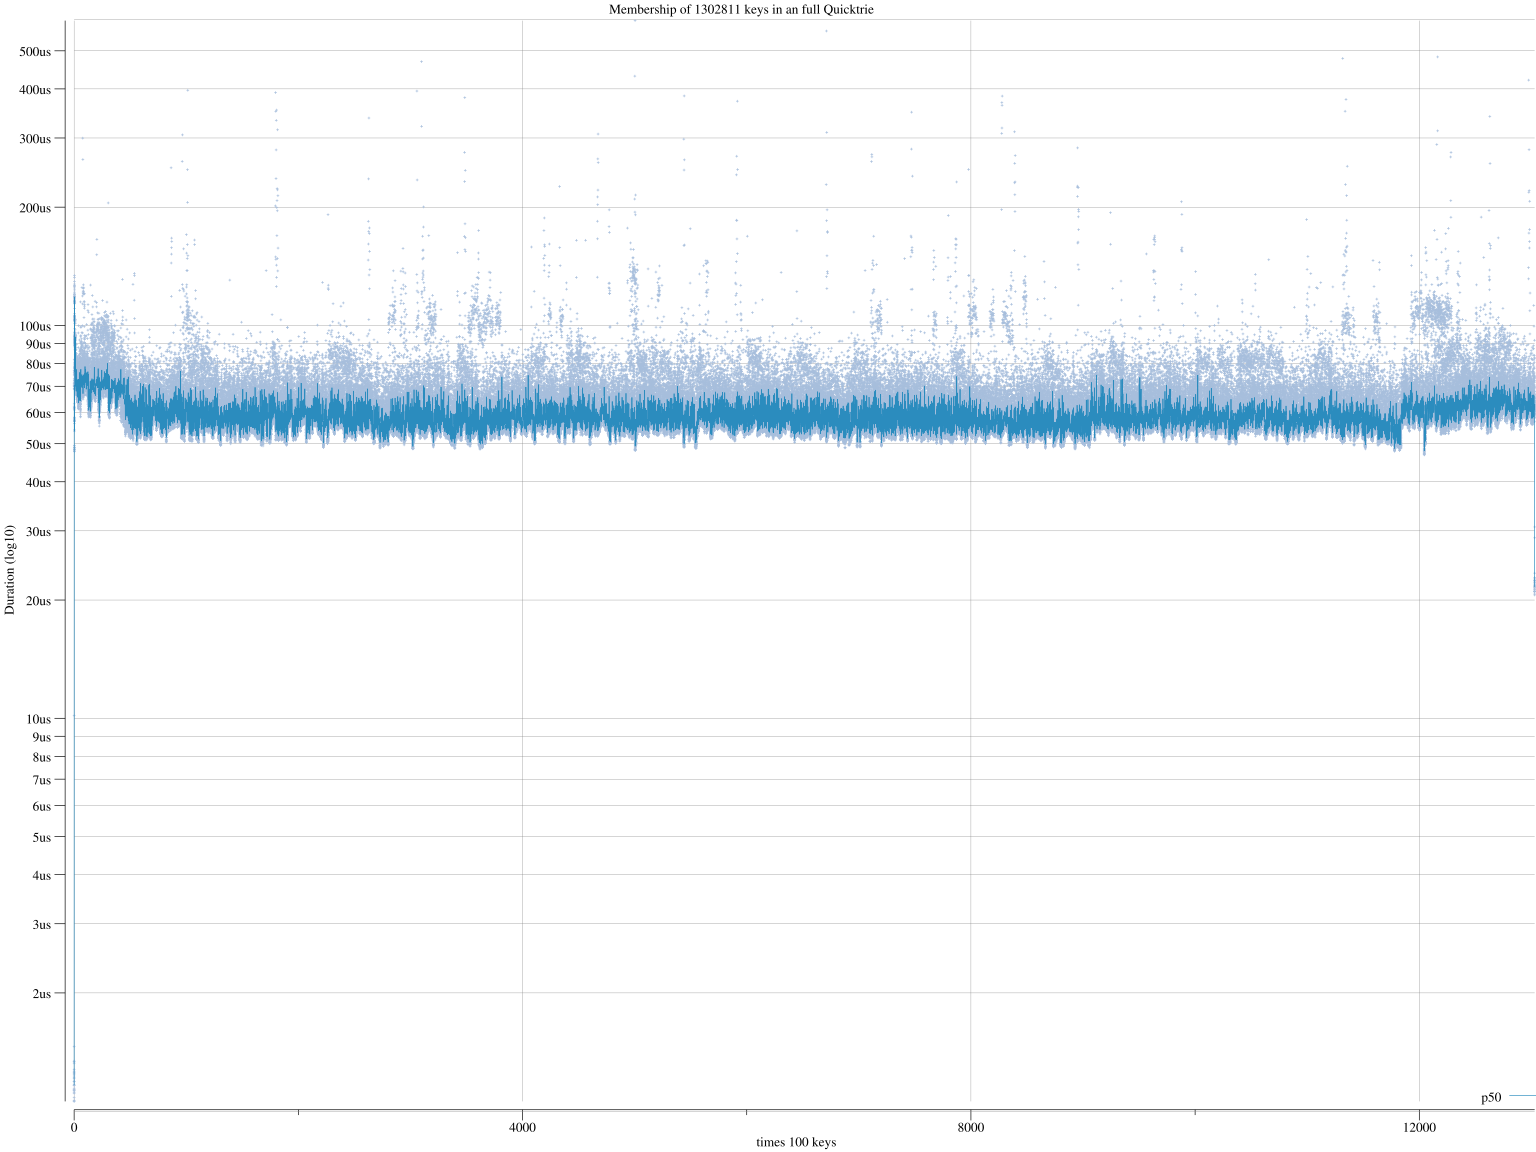 Membership of 1302811 keys in an full Quicktrie
500us
400us
300us
200us
100us
90us
80us
70us
60us
50us
40us
30us
20us
10us
9us
8us
7us
6us
5us
4us
3us
2us
Duration (log10)
p50
0
4000
8000
12000
times 100 keys